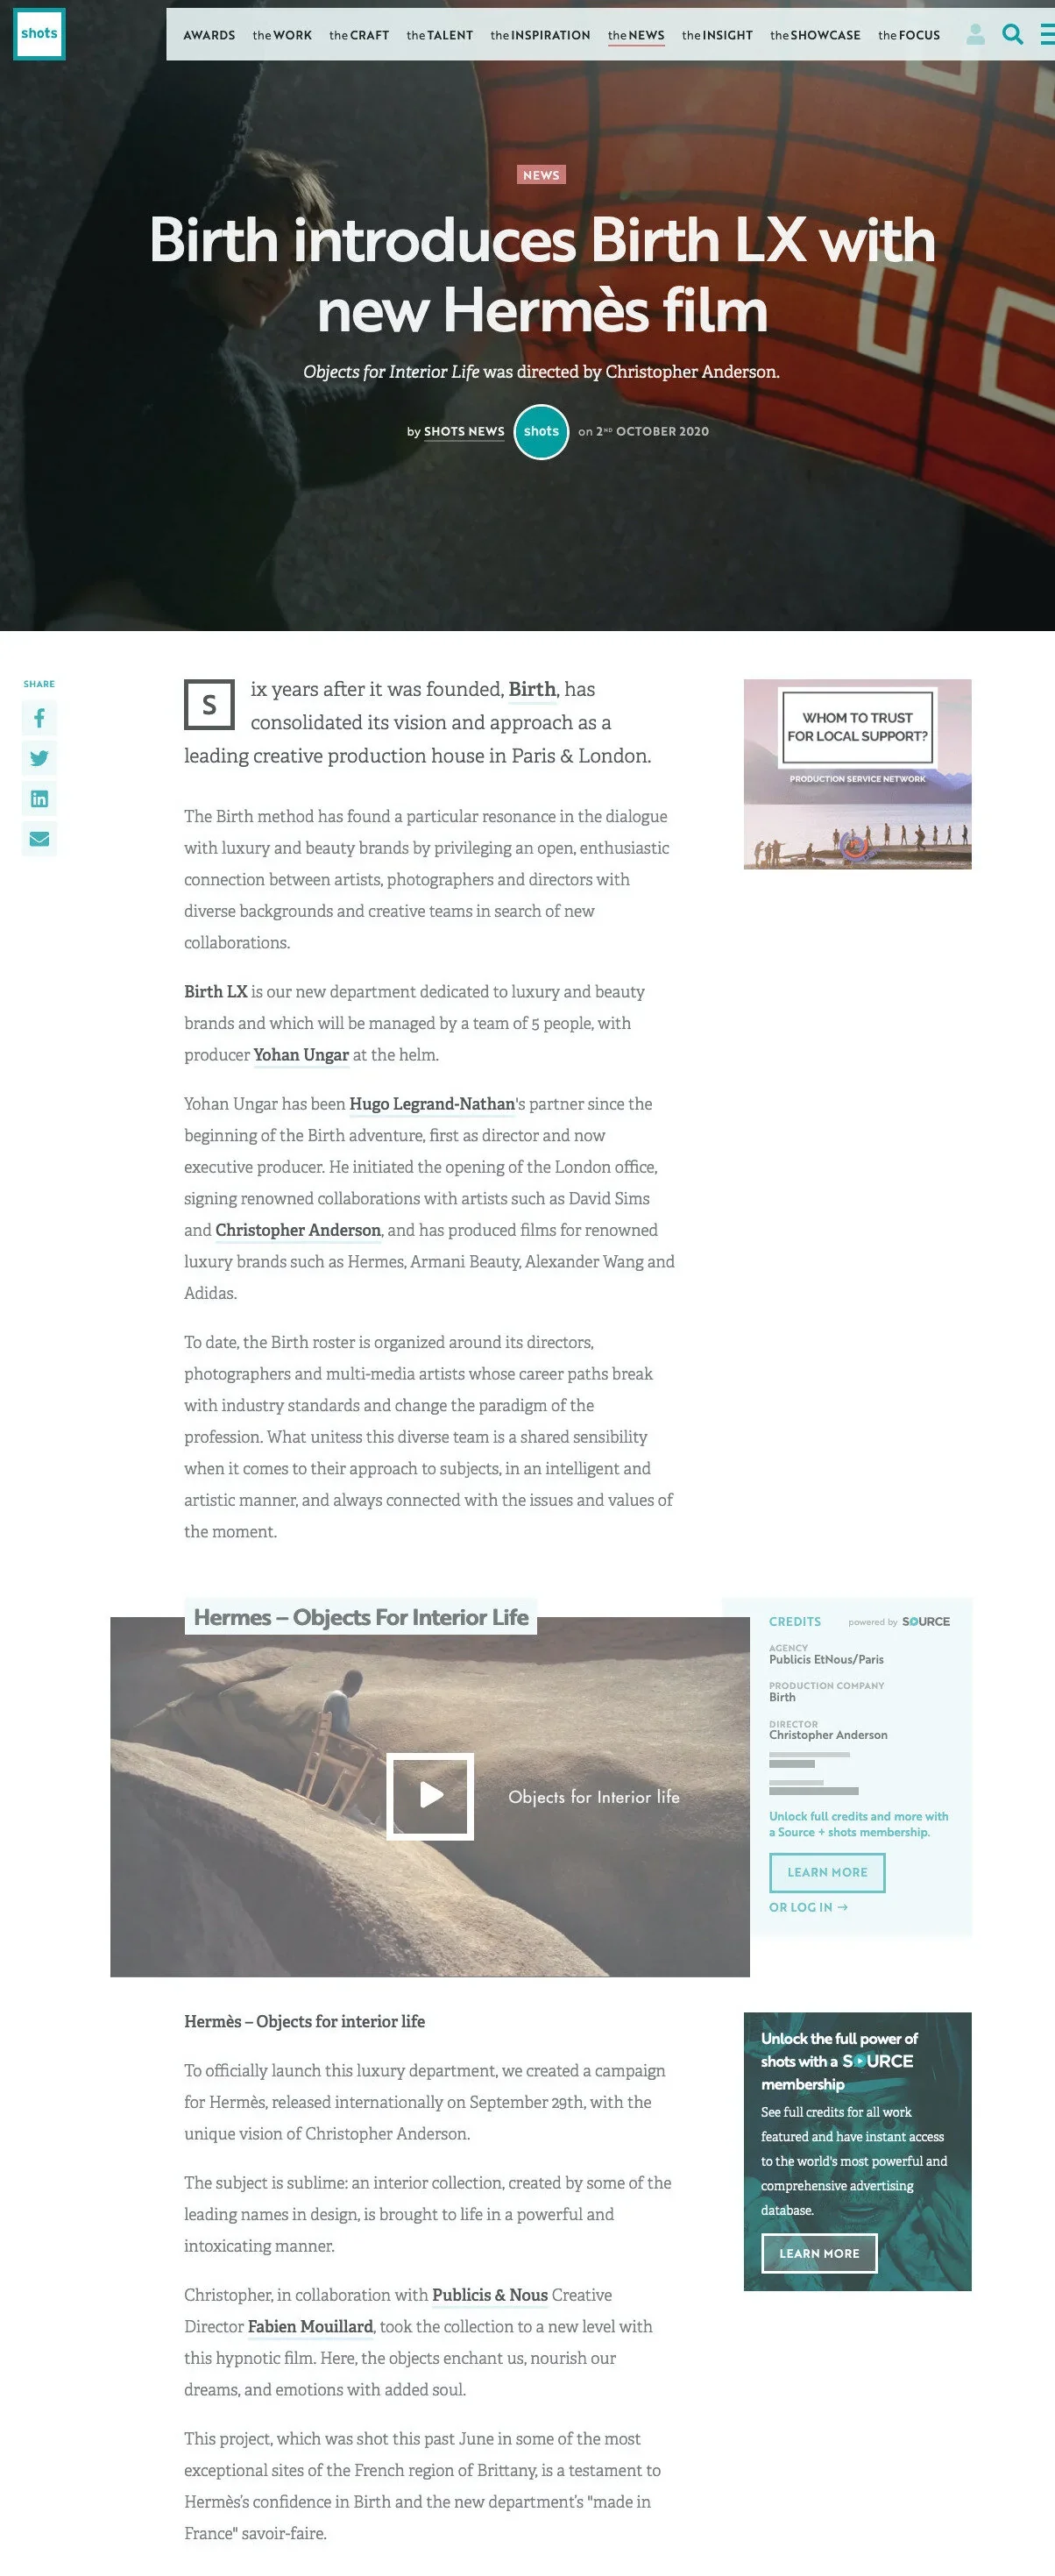 shots
AWARDS theWORK theCRAFT theTALENT theINSPIRATION theNEWS theINSIGHT theSHOWCASE theFOCUS
NEWS
Birth introduces Birth LX with
new Hermès film
Objects for Interior Life was directed by Christopher Anderson.
by SHOTS NEWS shots on 2ND OCTOBER 2020
SHARE
Six years after it was founded, Birth, has
consolidated its vision and approach as a
leading creative production house in Paris & London.
WHOM TO TRUST
FOR LOCAL SUPPORT?
PRODUCTION SERVICE NETWORK
The Birth method has found a particular resonance in the dialogue
with luxury and beauty brands by privileging an open, enthusiastic
connection between artists, photographers and directors with
diverse backgrounds and creative teams in search of new
collaborations.
Birth LX is our new department dedicated to luxury and beauty
brands and which will be managed by a team of 5 people, with
producer Yohan Ungar at the helm.
Yohan Ungar has been Hugo Legrand-Nathan's partner since the
beginning of the Birth adventure, first as director and now
executive producer. He initiated the opening of the London office,
signing renowned collaborations with artists such as David Sims
and Christopher Anderson, and has produced films for renowned
luxury brands such as Hermes, Armani Beauty, Alexander Wang and
Adidas.
To date, the Birth roster is organized around its directors,
photographers and multi-media artists whose career paths break
with industry standards and change the paradigm of the
profession. What unitess this diverse team is a shared sensibility
when it comes to their approach to subjects, in an intelligent and
artistic manner, and always connected with the issues and values of
the moment.
Hermes – Objects For Interior Life
Objects for Interior life
CREDITS powered by SOURCE
AGENCY
Publicis EtNous/Paris
PRODUCTION COMPANY
Birth
DIRECTOR
Christopher Anderson
Unlock full credits and more with
a Source + shots membership.
LEARN MORE
OR LOG IN →
Hermès – Objects for interior life
To officially launch this luxury department, we created a campaign
for Hermès, released internationally on September 29th, with the
unique vision of Christopher Anderson.
The subject is sublime: an interior collection, created by some of the
leading names in design, is brought to life in a powerful and
intoxicating manner.
Christopher, in collaboration with Publicis & Nous Creative
Director Fabien Mouillard, took the collection to a new level with
this hypnotic film. Here, the objects enchant us, nourish our
dreams, and emotions with added soul.
This project, which was shot this past June in some of the most
exceptional sites of the French region of Brittany, is a testament to
Hermès's confidence in Birth and the new department's "made in
France" savoir-faire.
Unlock the full power of
shots with a SOURCE
membership
See full credits for all work
featured and have instant access
to the world's most powerful and
comprehensive advertising
database.
LEARN MORE